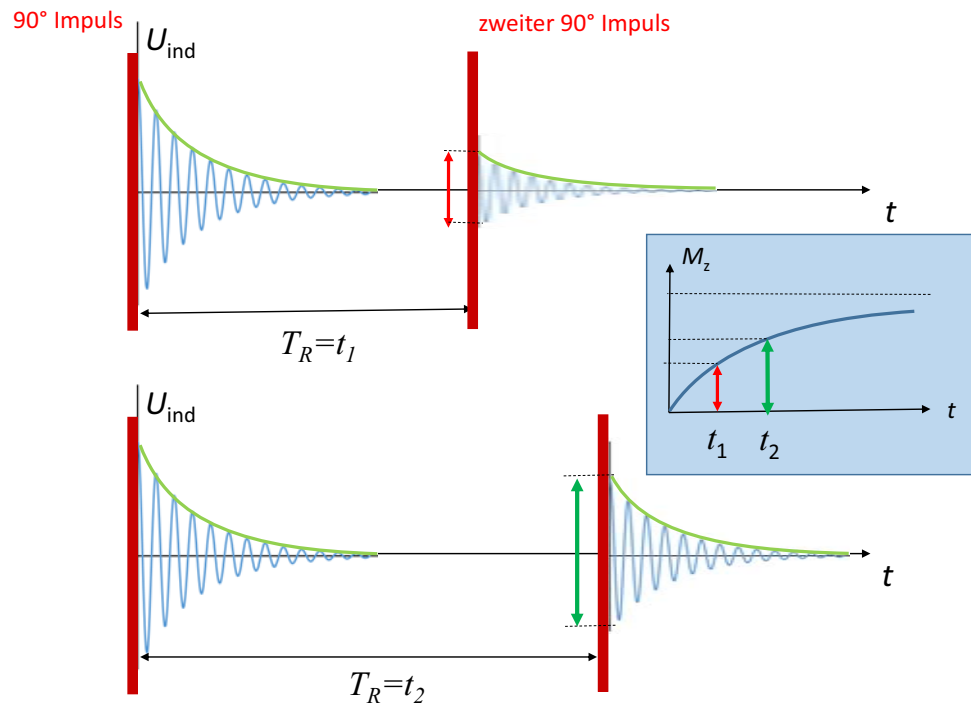 90° Impuls
zweiter 90° Impuls
U_ind
t
T_R=t_1
M_z
t
t_1
t_2
U_ind
t
T_R=t_2